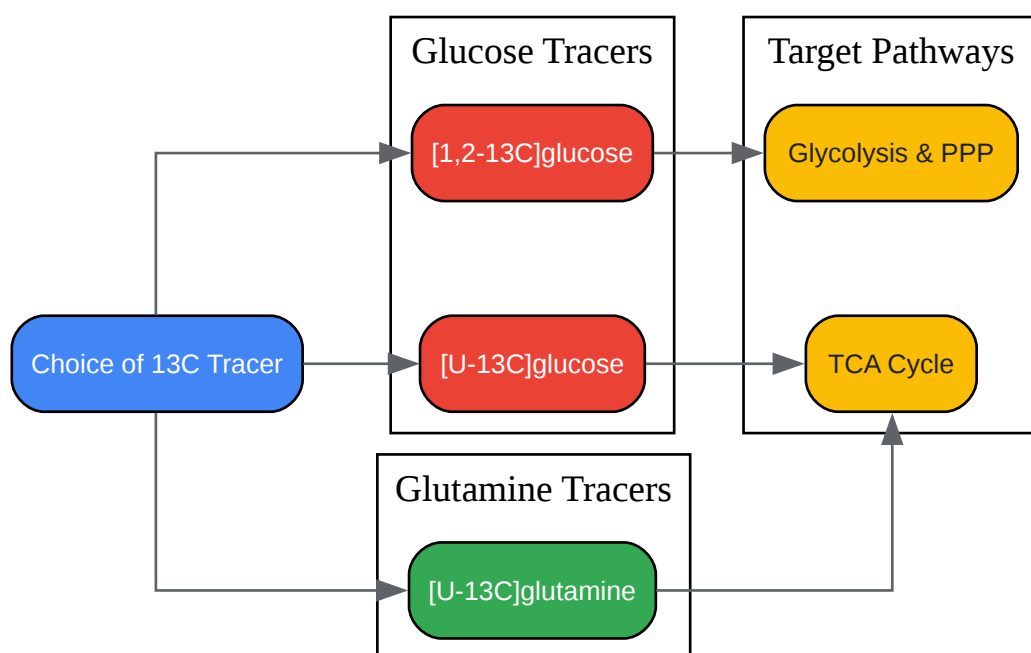 Glucose Tracers
Target Pathways
[1,2-13C]glucose
Glycolysis & PPP
Choice of 13C Tracer
[U-13C]glucose
TCA Cycle
Glutamine Tracers
[U-13C]glutamine